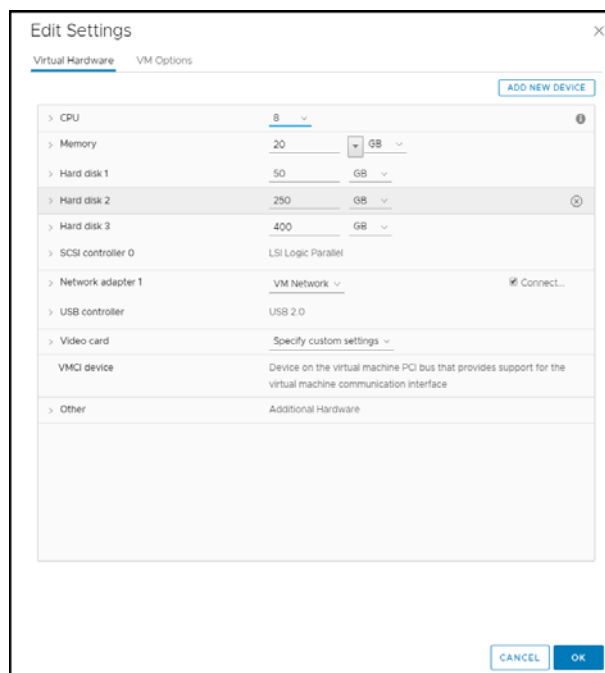 Edit Settings
Virtual Hardware VM Options
ADD NEW DEVICE
CPU 8
Memory 20 GB
Hard disk 1 50 GB
Hard disk 2 250 GB
Hard disk 3 400 GB
SCSI controller 0 LSI Logic Parallel
Network adapter 1 VM Network Connect...
USB controller USB 2.0
Video card Specify custom settings
VMCI device Device on the virtual machine PCI bus that provides support for the
virtual machine communication interface
Other Additional Hardware
CANCEL OK